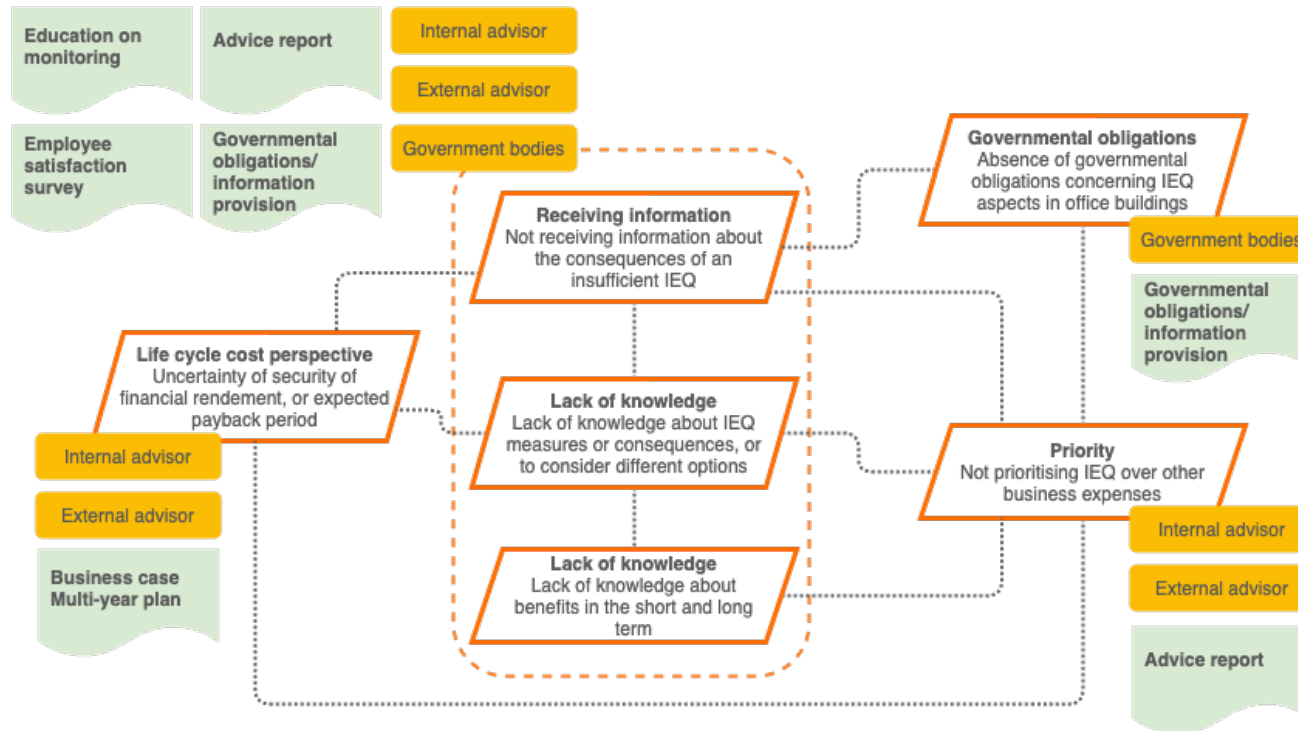 Education on
monitoring
Advice report
Internal advisor
External advisor
Government bodies
Employee
satisfaction
survey
Governmental
obligations/
information
provision
Governmental obligations
Absence of governmental
obligations concerning IEQ
aspects in office buildings
Government bodies
Governmental
obligations/
information
provision
Receiving information
Not receiving information about
the consequences of an
insufficient IEQ
Life cycle cost perspective
Uncertainty of security of
financial rendement, or expected
payback period
Internal advisor
External advisor
Business case
Multi-year plan
Lack of knowledge
Lack of knowledge about IEQ
measures or consequences, or
to consider different options
Lack of knowledge
Lack of knowledge about
benefits in the short and long
term
Priority
Not prioritising IEQ over other
business expenses
Internal advisor
External advisor
Advice report